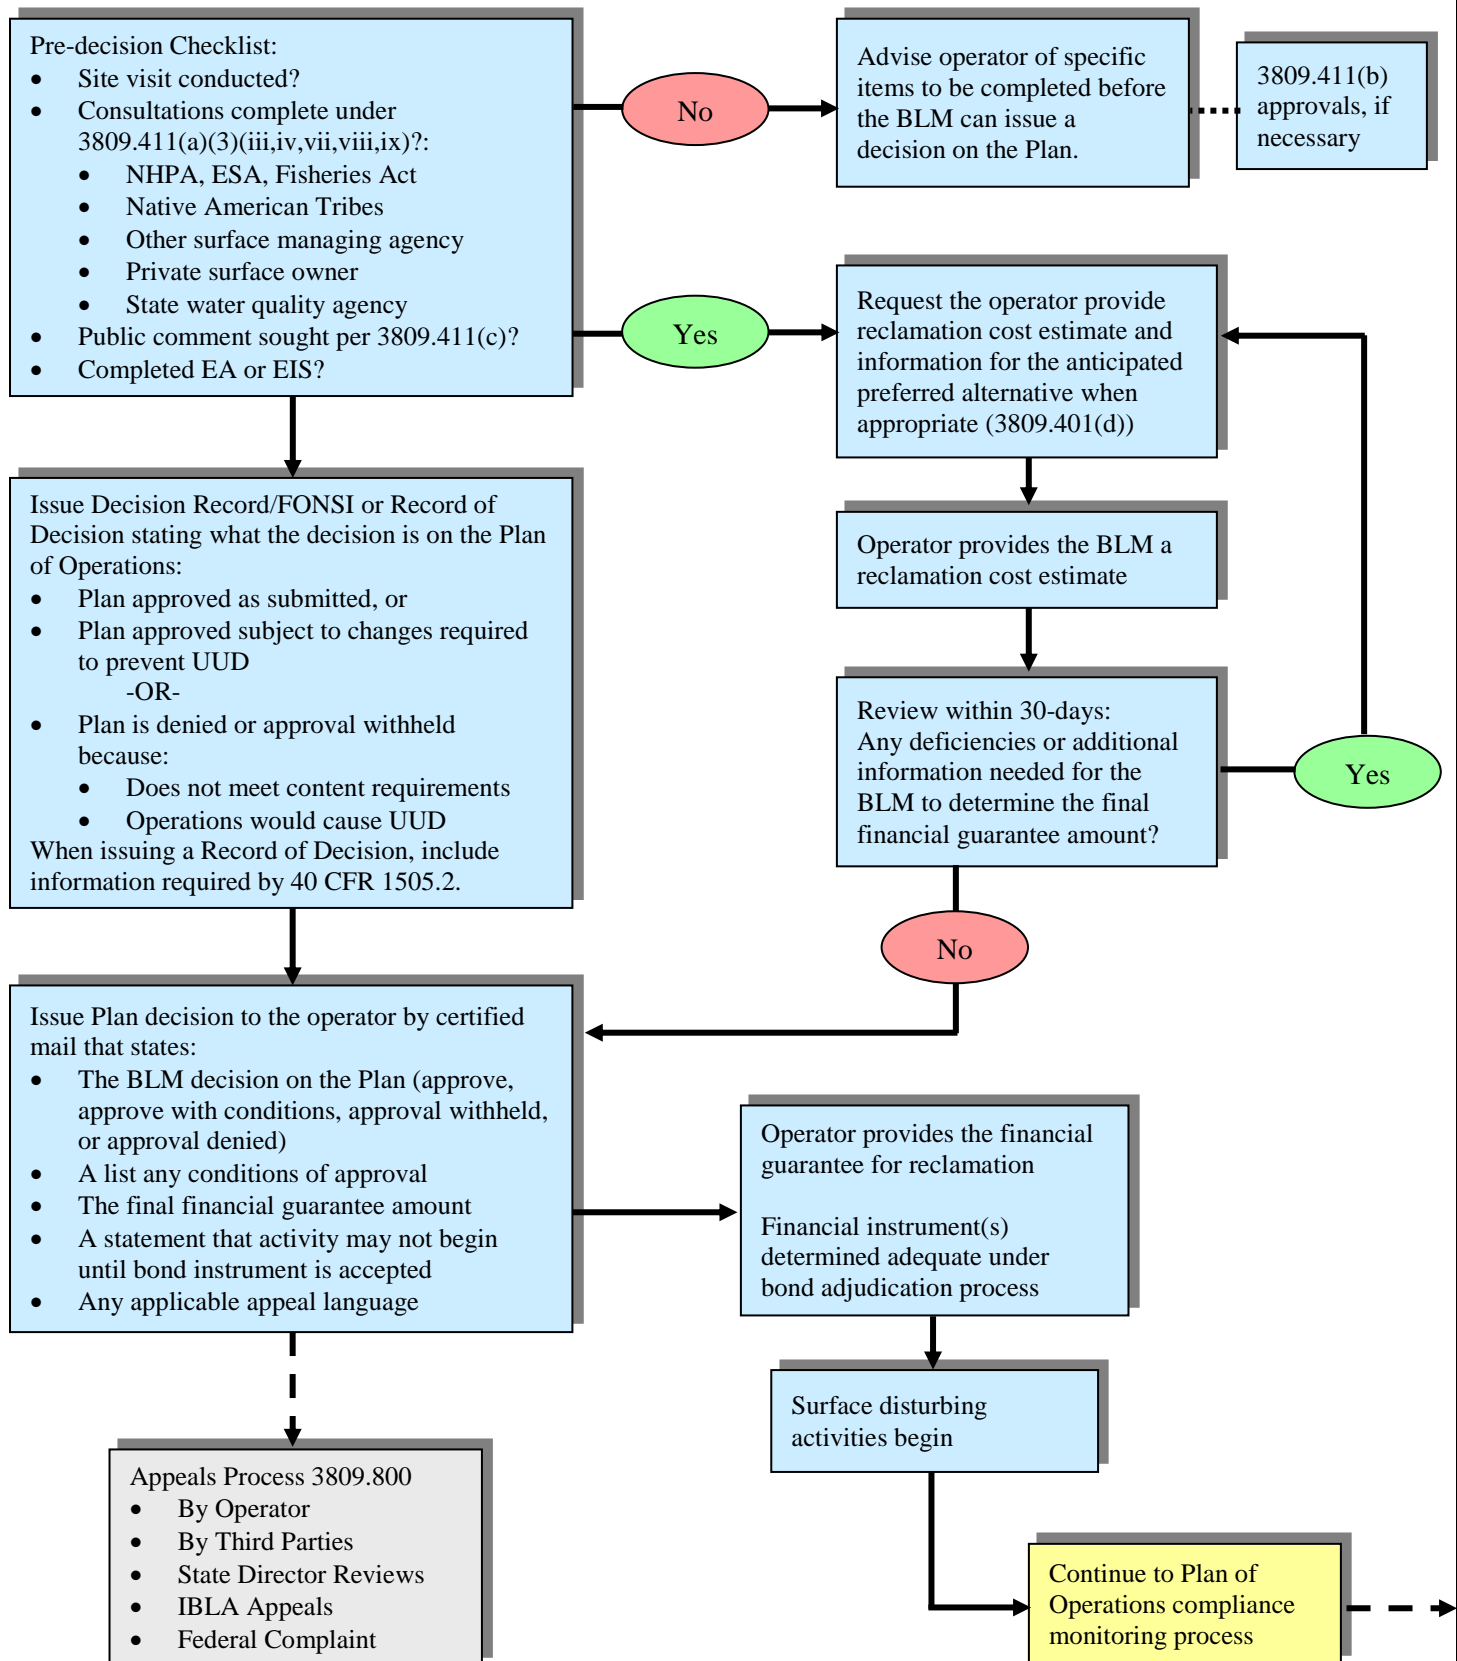 Pre-decision Checklist:
• Site visit conducted?
• Consultations complete under
3809.411(a)(3)(iii,iv,vii,viii,ix)?:
• NHPA, ESA, Fisheries Act
• Native American Tribes
• Other surface managing agency
• Private surface owner
• State water quality agency
• Public comment sought per 3809.411(c)?
• Completed EA or EIS?
No
Advise operator of specific
items to be completed before
the BLM can issue a
decision on the Plan.
3809.411(b)
approvals, if
necessary
Yes
Request the operator provide
reclamation cost estimate and
information for the anticipated
preferred alternative when
appropriate (3809.401(d))
Operator provides the BLM a
reclamation cost estimate
Review within 30-days:
Any deficiencies or additional
information needed for the
BLM to determine the final
financial guarantee amount?
Yes
No
Issue Decision Record/FONSI or Record of
Decision stating what the decision is on the Plan
of Operations:
• Plan approved as submitted, or
• Plan approved subject to changes required
to prevent UUD
-OR-
• Plan is denied or approval withheld
because:
• Does not meet content requirements
• Operations would cause UUD
When issuing a Record of Decision, include
information required by 40 CFR 1505.2.
Issue Plan decision to the operator by certified
mail that states:
• The BLM decision on the Plan (approve,
approve with conditions, approval withheld,
or approval denied)
• A list any conditions of approval
• The final financial guarantee amount
• A statement that activity may not begin
until bond instrument is accepted
• Any applicable appeal language
Operator provides the financial
guarantee for reclamation
Financial instrument(s)
determined adequate under
bond adjudication process
Surface disturbing
activities begin
Appeals Process 3809.800
• By Operator
• By Third Parties
• State Director Reviews
• IBLA Appeals
• Federal Complaint
Continue to Plan of
Operations compliance
monitoring process